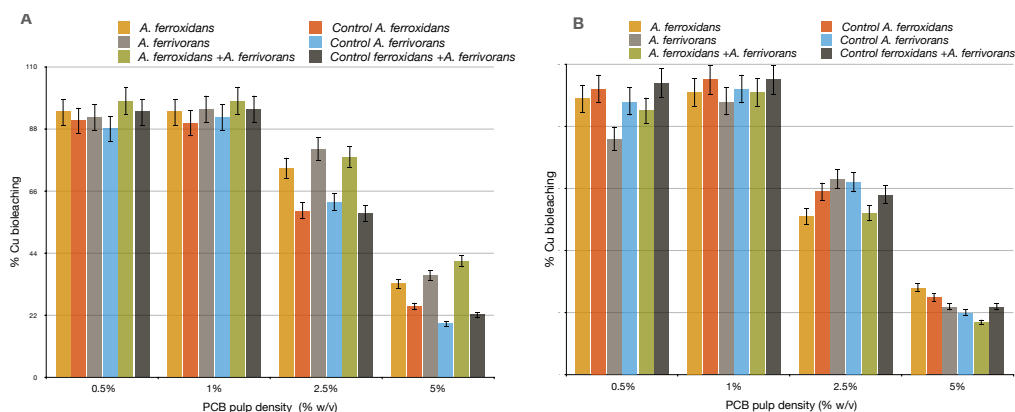 A
A. ferroxidans
Control A. ferroxidans
A. ferrivorans
Control A. ferrivorans
A. ferroxidans +A. ferrivorans
Control ferroxidans +A. ferrivorans
110
88
66
44
22
0
% Cu bioleaching
0.5%
1%
2.5%
5%
PCB pulp density (% w/v)
B
A. ferroxidans
Control A. ferroxidans
A. ferrivorans
Control A. ferrivorans
A. ferroxidans +A. ferrivorans
Control ferroxidans +A. ferrivorans
% Cu bioleaching
0.5%
1%
2.5%
5%
PCB pulp density (% w/v)